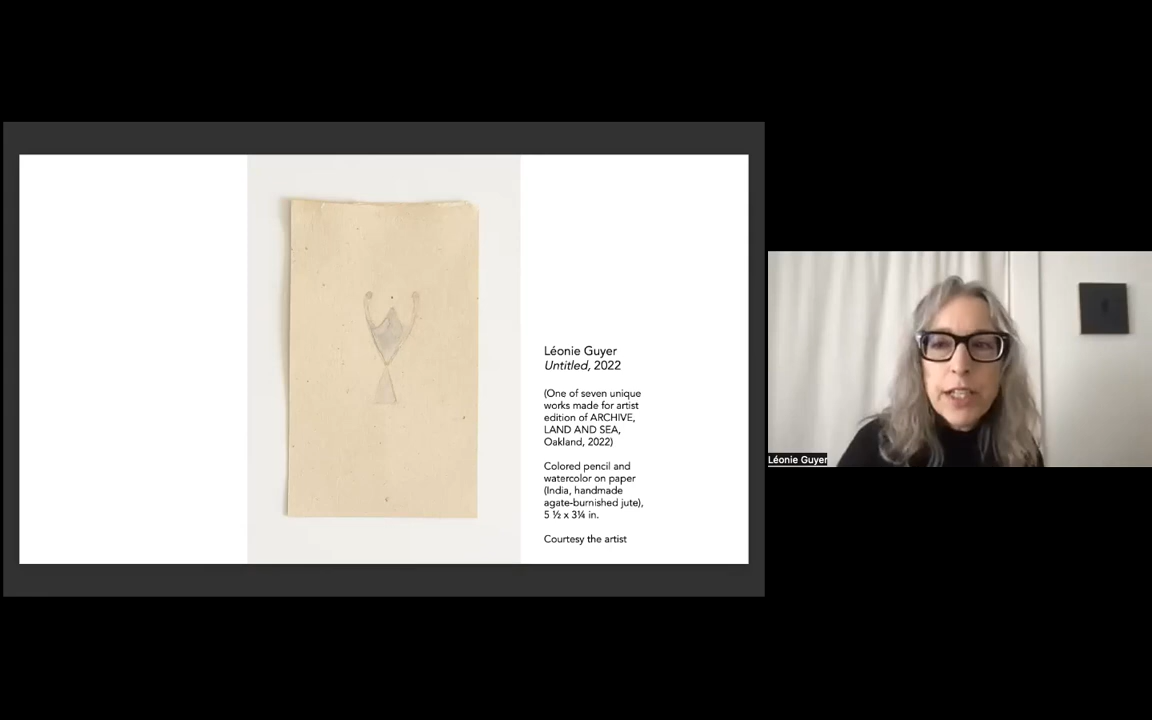 Léonie Guyer
Untitled, 2022
(One of seven unique
works made for artist
edition of ARCHIVE,
LAND AND SEA,
Oakland, 2022)
Colored pencil and
watercolor on paper
(India, handmade
agate-burnished jute),
5 ½ x 3¼ in.
Courtesy the artist
Léonie Guyer